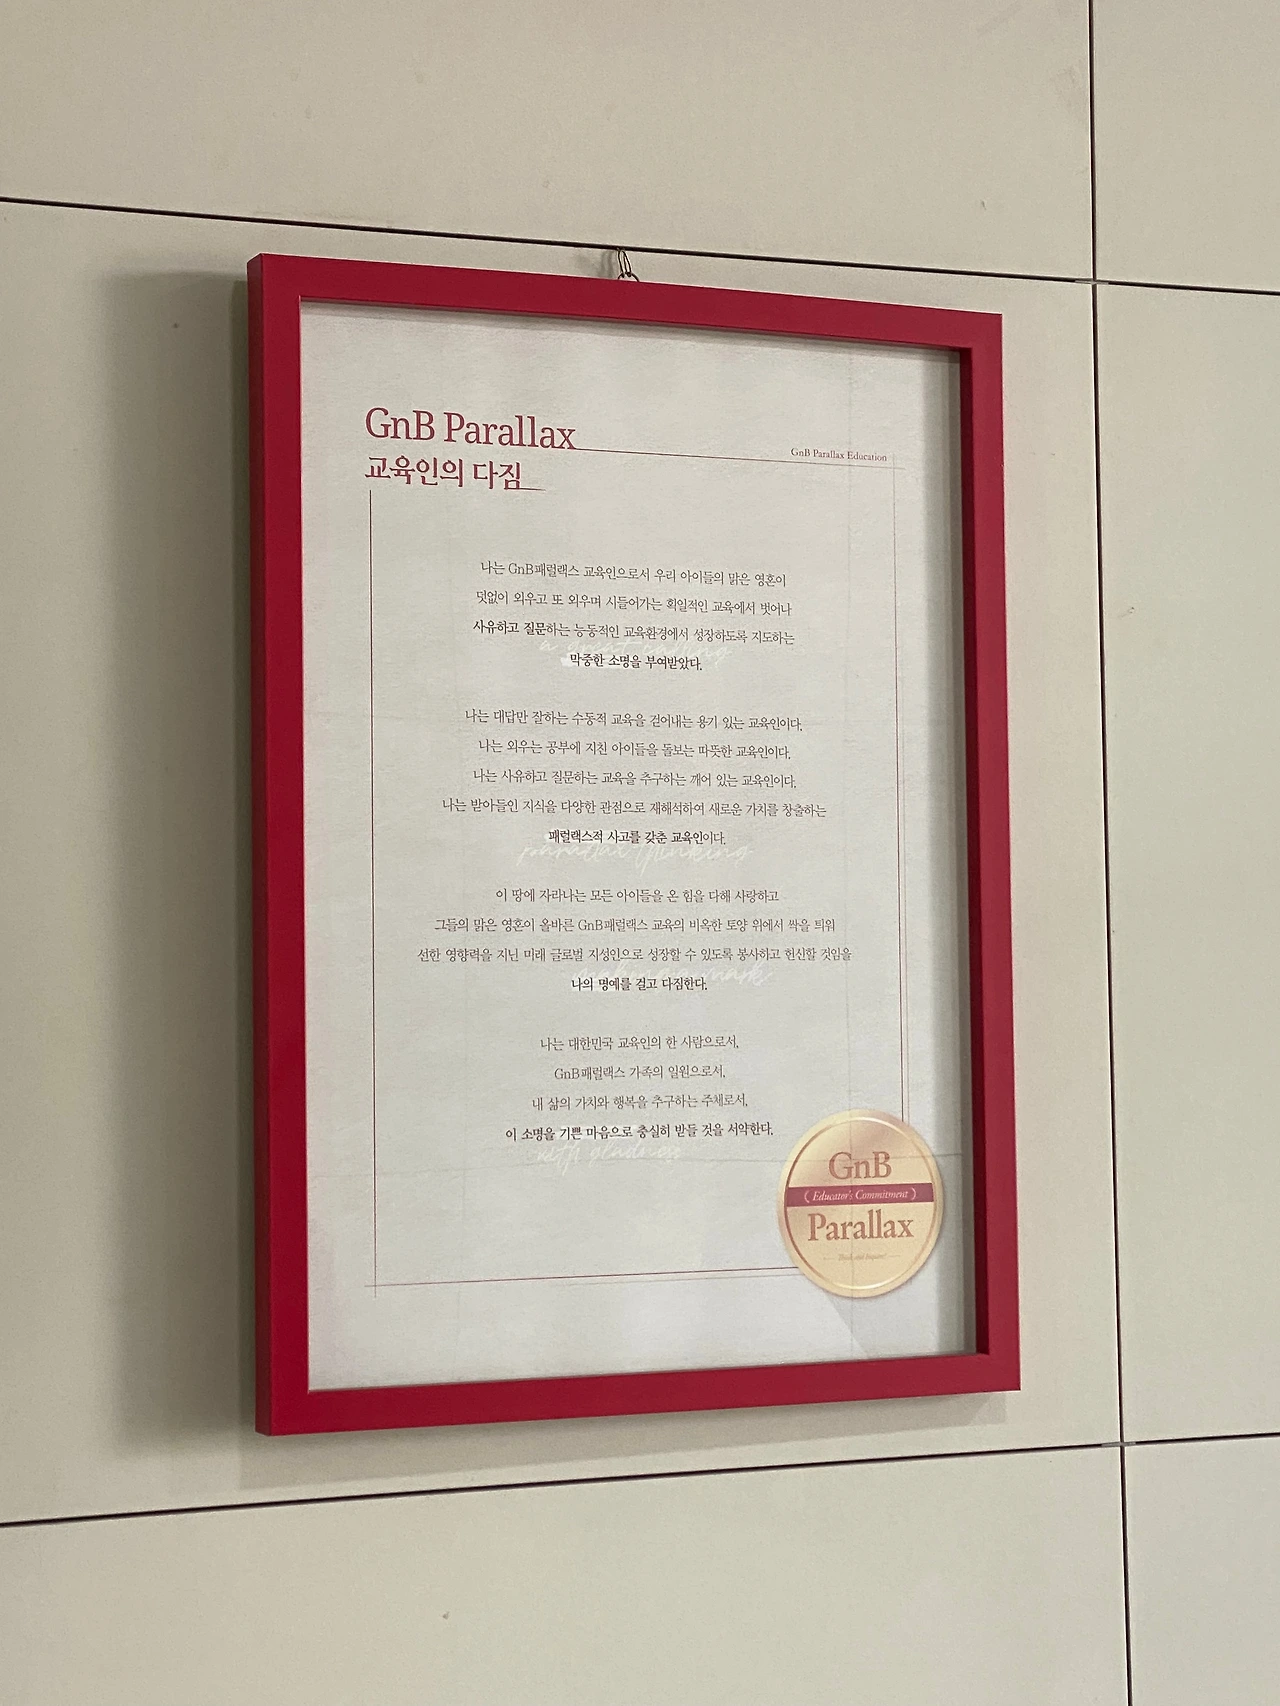 GnB Parallax
GnB Parallax Education
교육인의 다짐
나는 GnB패럴랙스 교육인으로서 우리 아이들의 맑은 영혼이
덧없이 외우고 또 외우며 시들어가는 획일적인 교육에서 벗어나
사유하고 질문하는 능동적인 교육환경에서 성장하도록 지도하는
막중한 소명을 부여받았다.
나는 대답만 잘하는 수동적 교육을 걷어내는 용기 있는 교육인이다.
나는 외우는 공부에 지친 아이들을 돌보는 따뜻한 교육인이다.
나는 사유하고 질문하는 교육을 추구하는 깨어 있는 교육인이다.
나는 받아들인 지식을 다양한 관점으로 재해석하여 새로운 가치를 창출하는
패럴랙스적 사고를 갖춘 교육인이다.
parallax thinking
이 땅에 자라나는 모든 아이들을 온 힘을 다해 사랑하고
그들의 맑은 영혼이 올바른 GnB패럴랙스 교육의 비옥한 토양 위에서 싹을 틔워
선한 영향력을 지닌 미래 글로벌 지성인으로 성장할 수 있도록 봉사하고 헌신할 것임을
나의 명예를 걸고 다짐한다.
나는 대한민국 교육인의 한 사람으로서,
GnB패럴랙스 가족의 일원으로서,
내 삶의 가치와 행복을 추구하는 주체로서,
이 소명을 기쁜 마음으로 충실히 받들 것을 서약한다.
with gladness
GnB
( Educater's Commitment )
Parallax